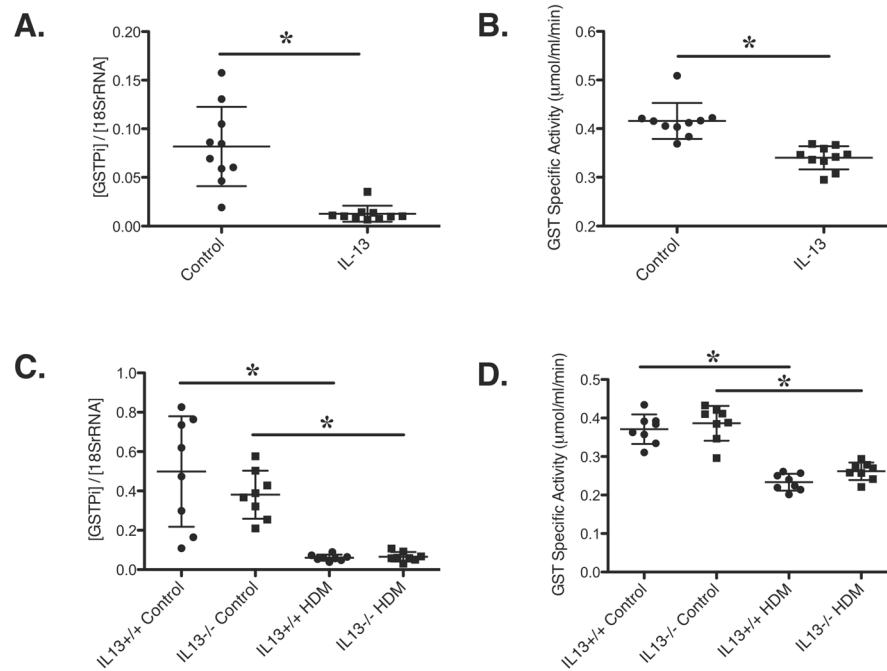 A.
[GSTPi] / [18SrRNA]
0.20
0.15
0.10
0.05
0.00
*
Control
IL-13
B.
GST Specific Activity (µmol/ml/min)
0.6
0.5
0.4
0.3
0.2
*
Control
IL-13
C.
[GSTPi] / [18SrRNA]
1.0
0.8
0.6
0.4
0.2
0.0
*
*
IL13+/+ Control
IL13-/- Control
IL13+/+ HDM
IL13-/- HDM
D.
GST Specific Activity (µmol/ml/min)
0.5
0.4
0.3
0.2
0.1
0.0
*
*
IL13+/+ Control
IL13-/- Control
IL13+/+ HDM
IL13-/- HDM